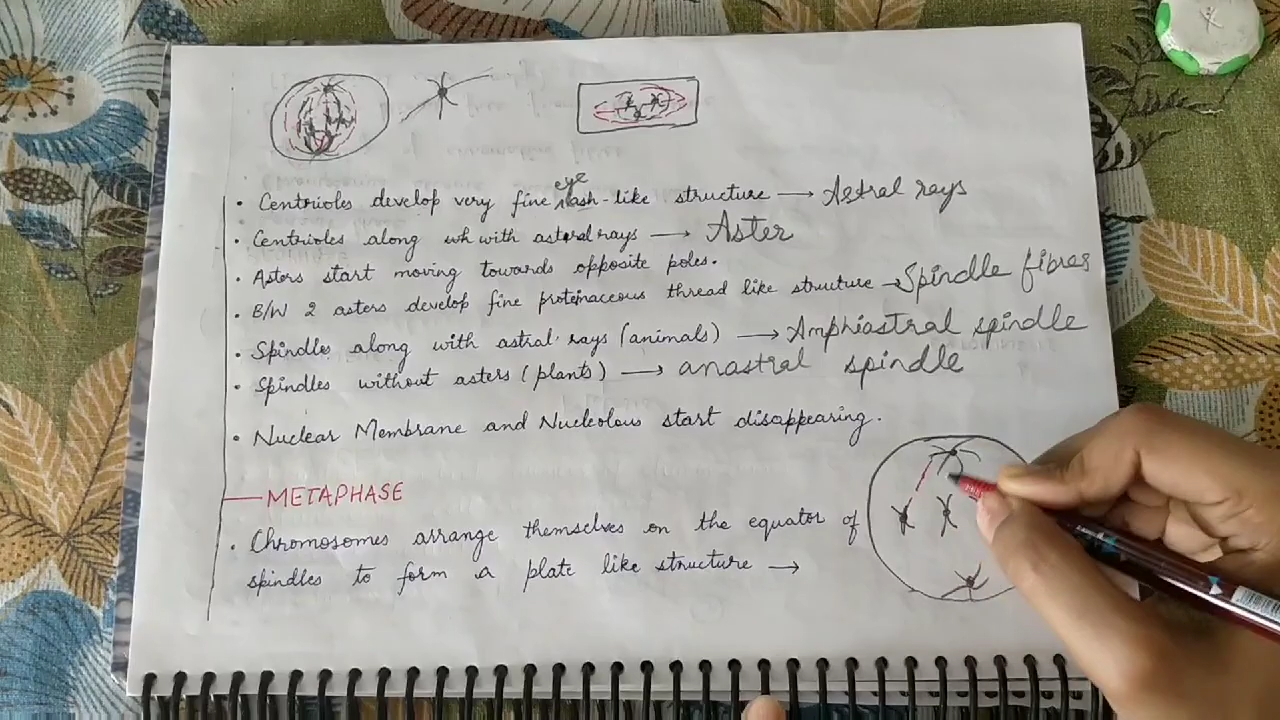 • Centrioles develop very fine eye lash-like structure → Astral rays
• Centrioles along wh with astral rays → Aster
• Asters start moving towards opposite poles.
• B/W 2 asters develop fine proteinaceous thread like structure → Spindle fibres
• Spindles along with astral rays (animals) → Amphiastral spindle
• Spindles without asters (plants) → anastral spindle
• Nuclear Membrane and Nucleolous start disappearing.
METAPHASE
• Chromosomes arrange themselves on the equator of
spindles to form a plate like structure →